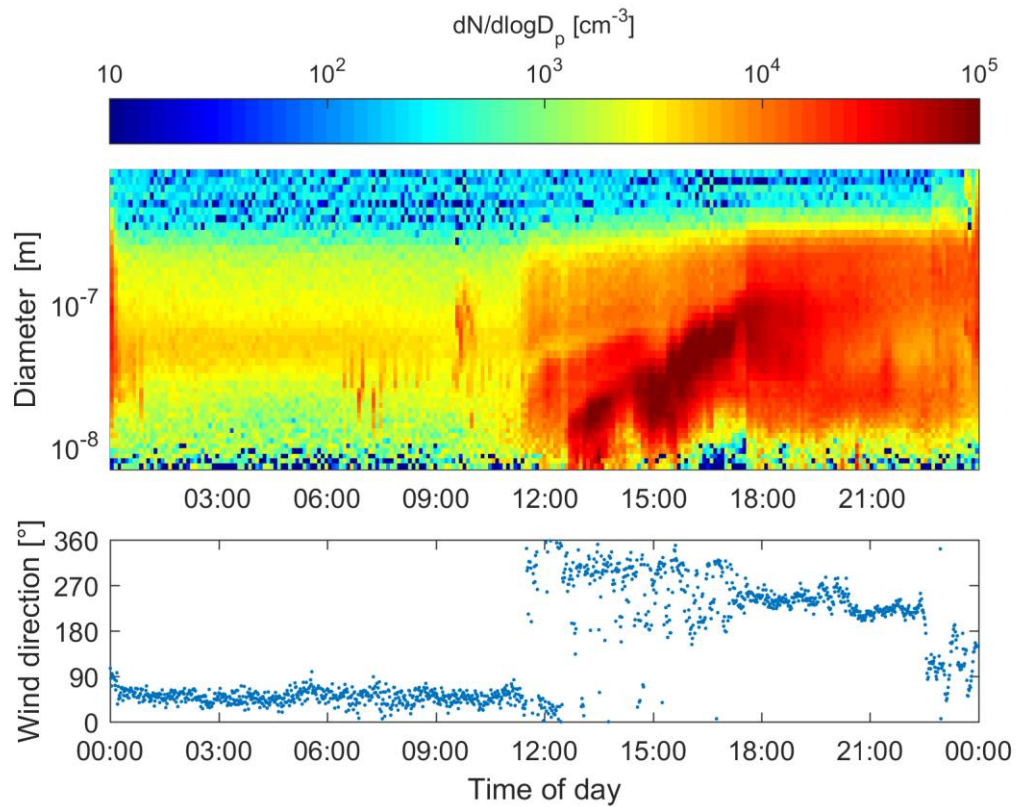 dN/dlogD_p [cm^-3]
10 10^2 10^3 10^4 10^5
Diameter [m]
10^-7
10^-8
03:00 06:00 09:00 12:00 15:00 18:00 21:00
Wind direction [°]
360
270
180
90
0
00:00 03:00 06:00 09:00 12:00 15:00 18:00 21:00 00:00
Time of day